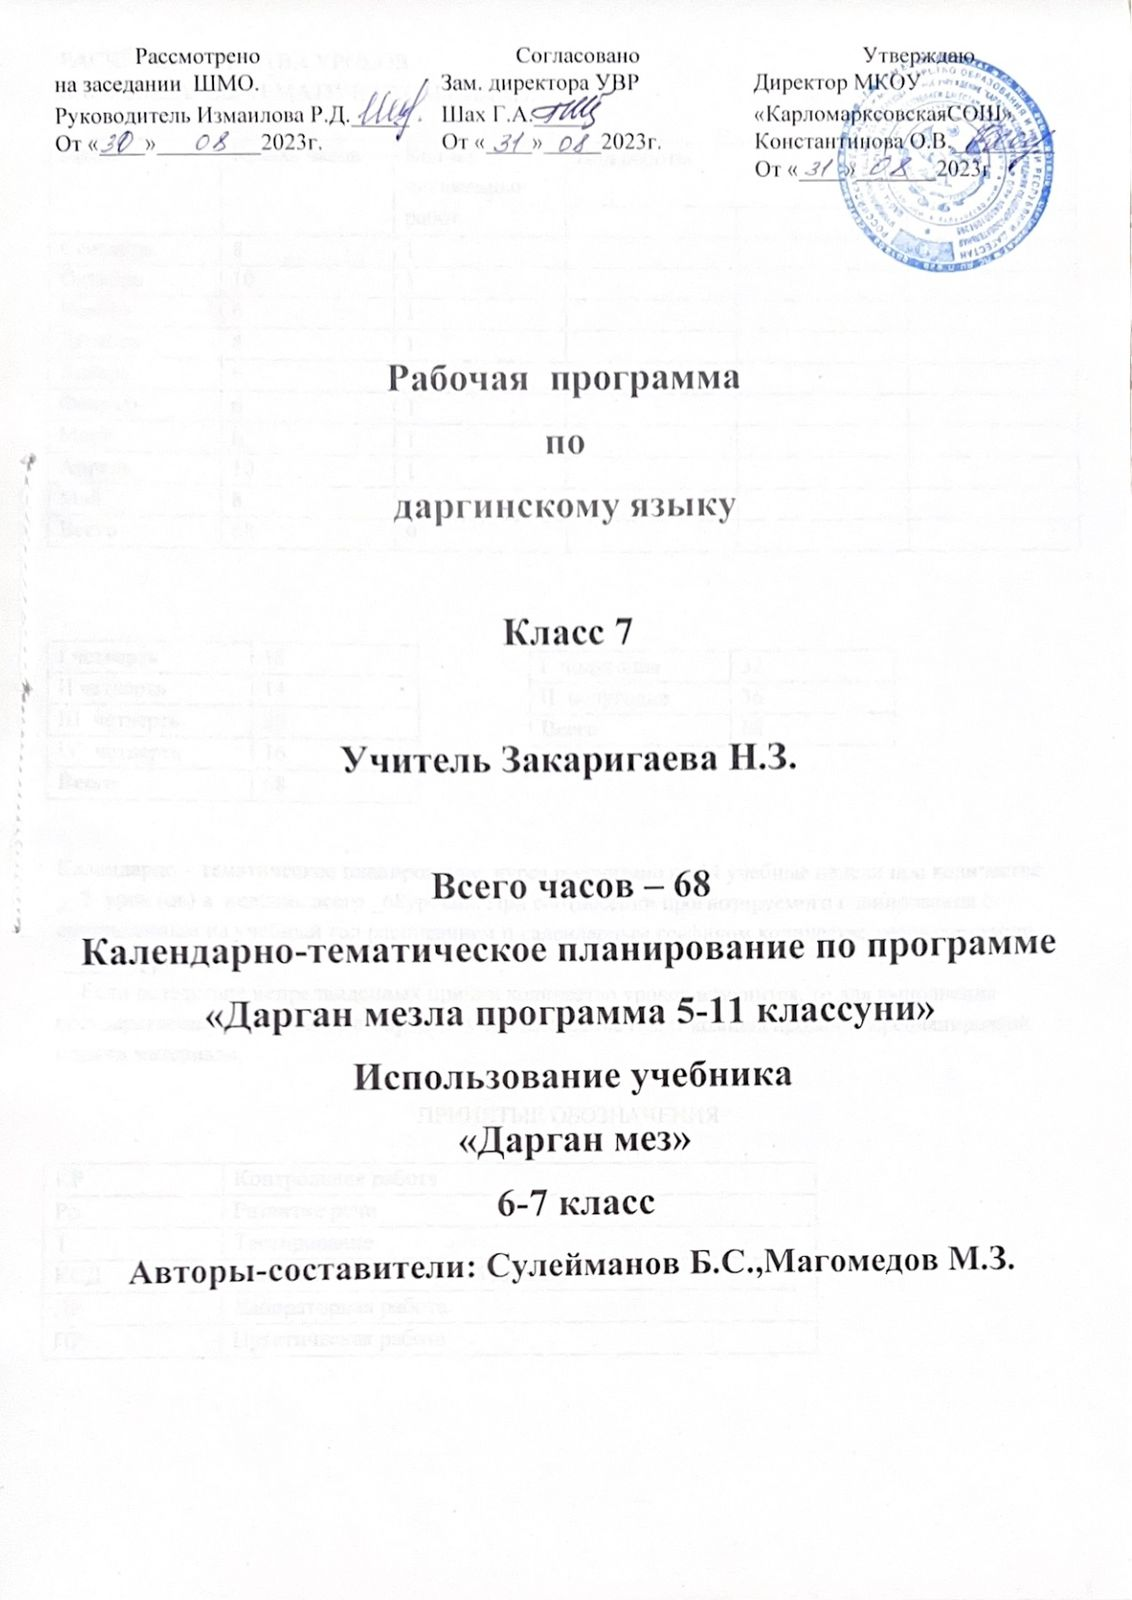 Рассмотрено
на заседании ШМО.
Руководитель Измаилова Р.Д.
От «30» 08 2023г.
Согласовано
Зам. директора УВР
Шах Г.А.
От «31» 08 2023г.
Утверждаю
Директор МКОУ
«КарломарксовскаяСОШ»
Константинова О.В.
От «31» 08 2023г
Рабочая программа
по
даргинскому языку
Класс 7
Учитель Закаригаева Н.З.
Всего часов – 68
Календарно-тематическое планирование по программе
«Дарган мезла программа 5-11 классуни»
Использование учебника
«Дарган мез»
6-7 класс
Авторы-составители: Сулейманов Б.С.,Магомедов М.З.